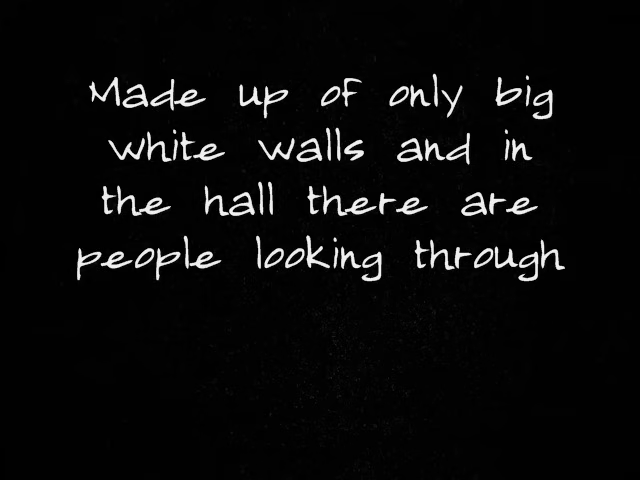 Made up of only big
white walls and in
the hall there are
people looking through